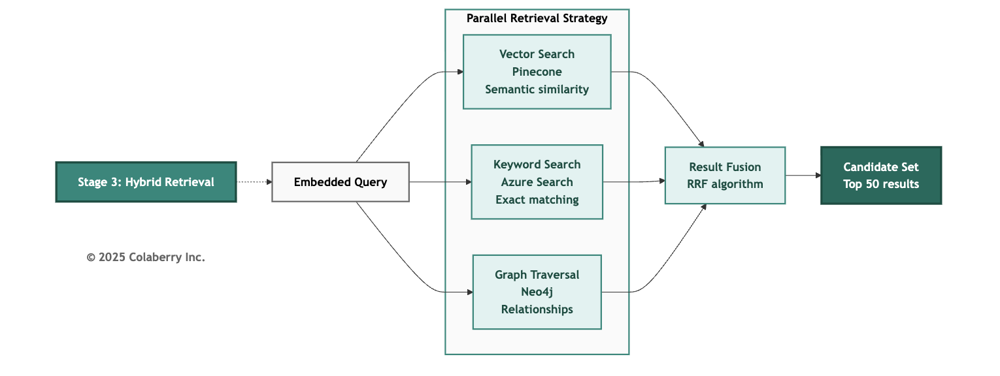 Parallel Retrieval Strategy
Vector Search
Pinecone
Semantic similarity
Keyword Search
Azure Search
Exact matching
Graph Traversal
Neo4j
Relationships
Stage 3: Hybrid Retrieval
Embedded Query
Result Fusion
RRF algorithm
Candidate Set
Top 50 results
© 2025 Colaberry Inc.